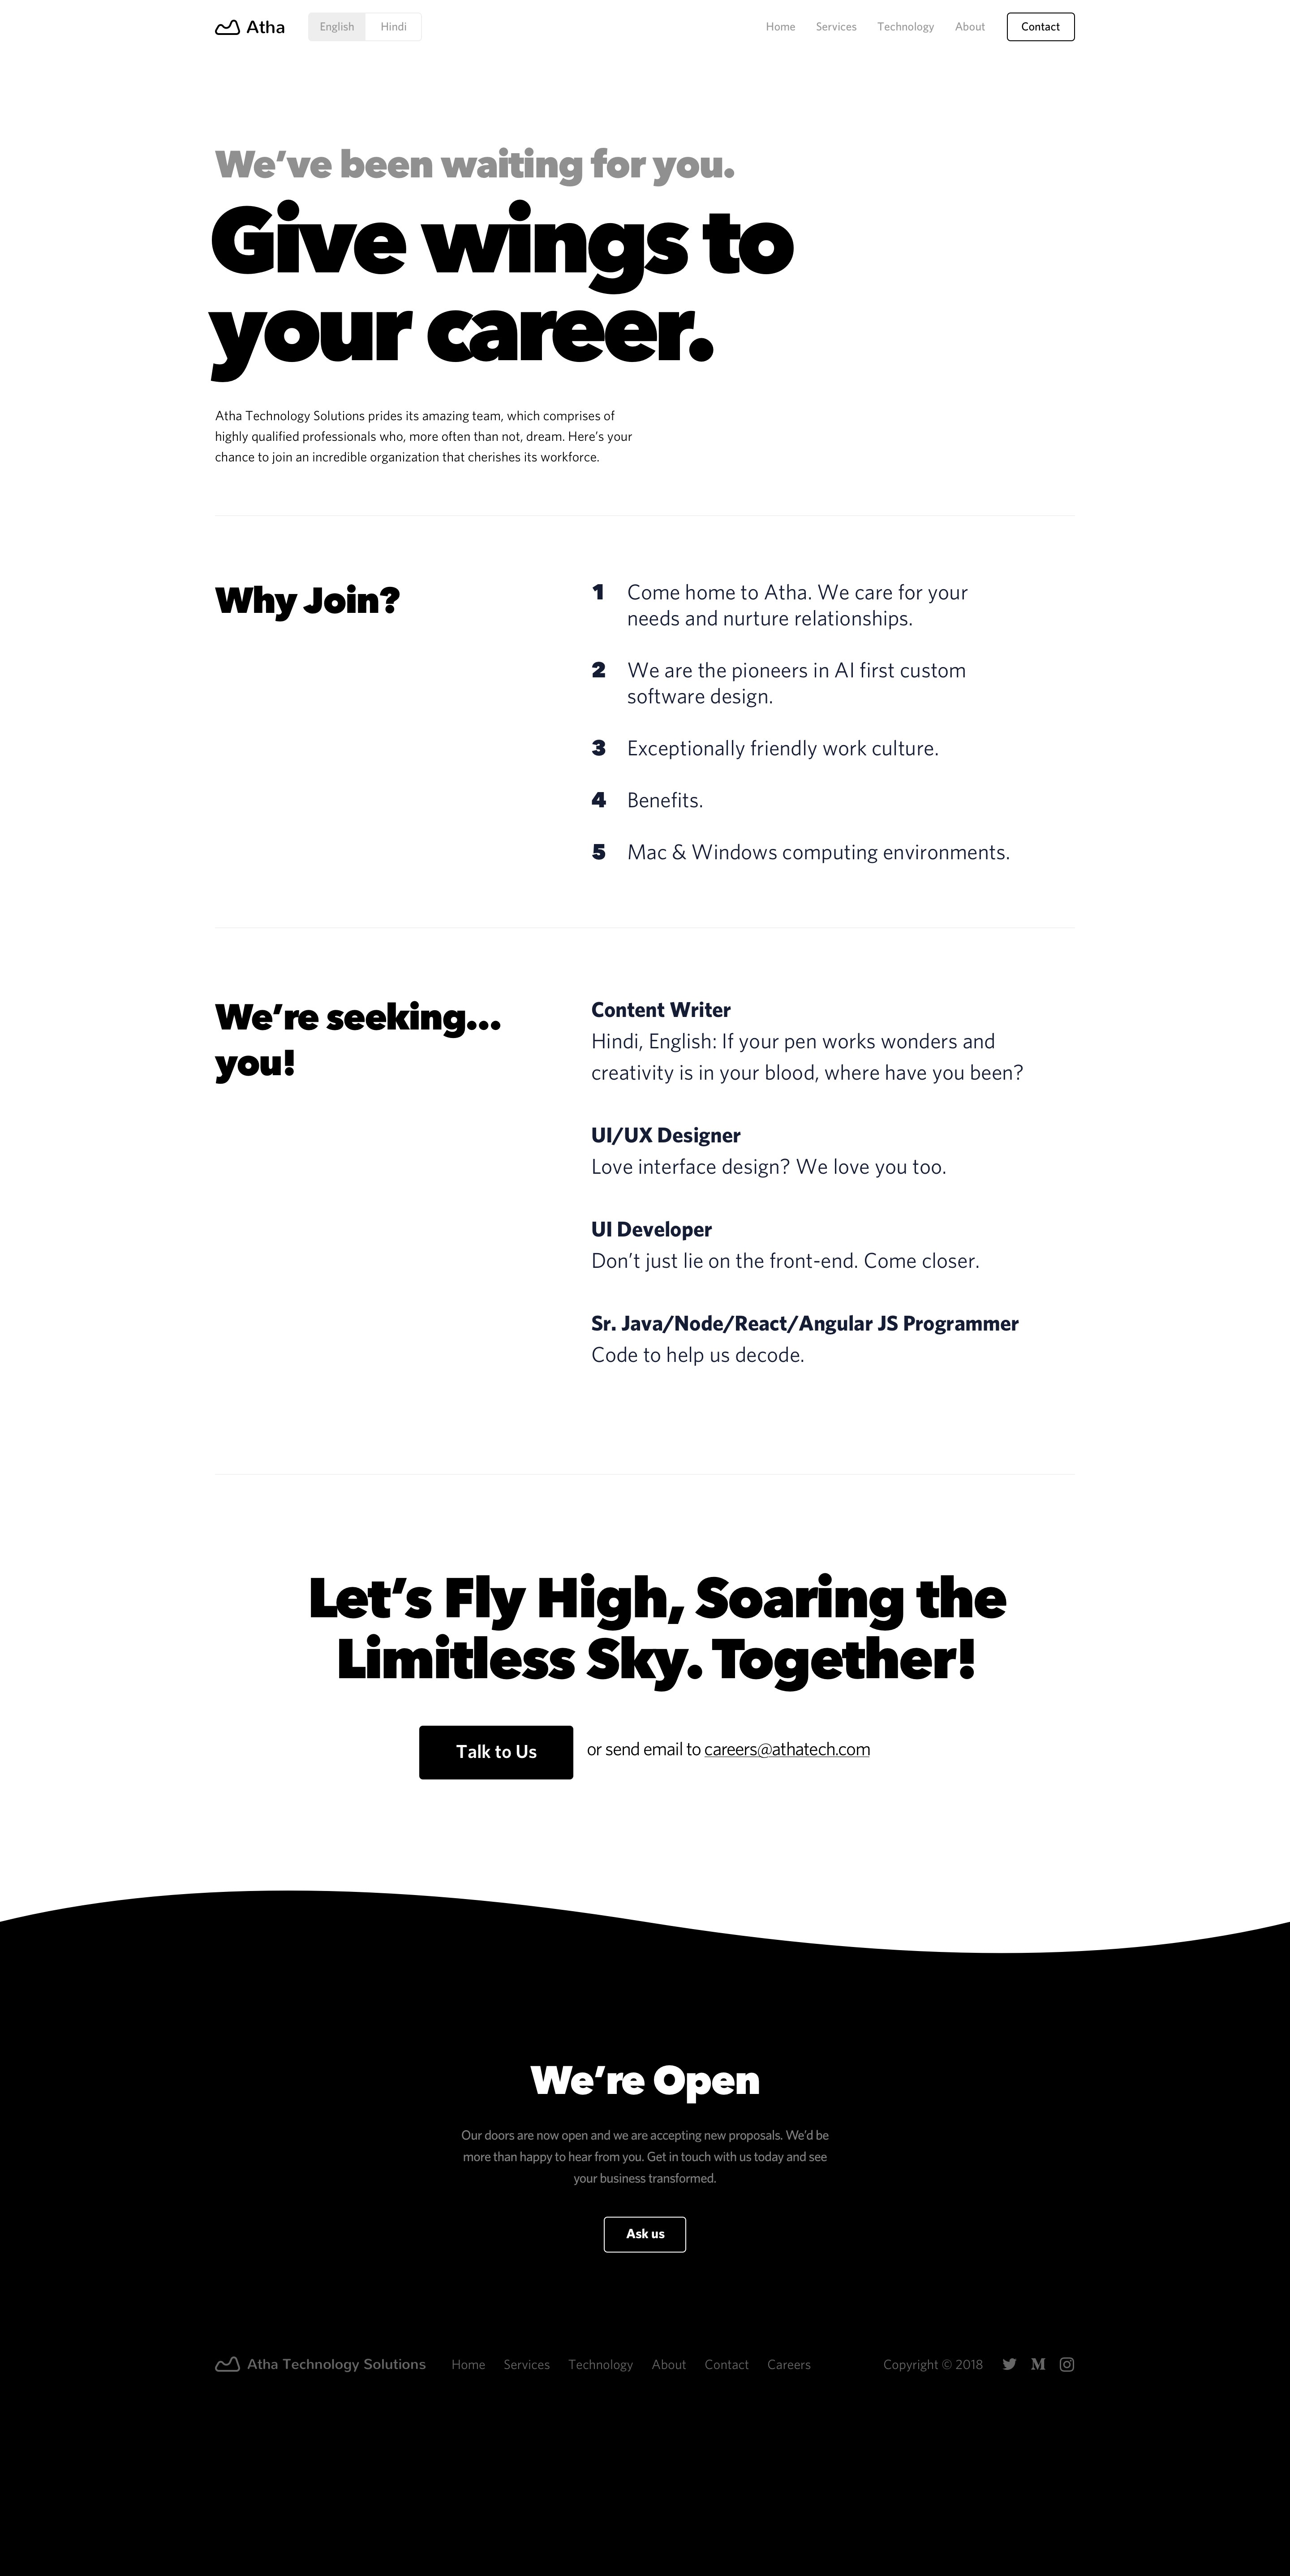 Atha English Hindi Home Services Technology About Contact
We’ve been waiting for you.
Give wings to
your career.
Atha Technology Solutions prides its amazing team, which comprises of
highly qualified professionals who, more often than not, dream. Here’s your
chance to join an incredible organization that cherishes its workforce.
Why Join?
1 Come home to Atha. We care for your
needs and nurture relationships.
2 We are the pioneers in AI first custom
software design.
3 Exceptionally friendly work culture.
4 Benefits.
5 Mac & Windows computing environments.
We’re seeking...
you!
Content Writer
Hindi, English: If your pen works wonders and
creativity is in your blood, where have you been?
UI/UX Designer
Love interface design? We love you too.
UI Developer
Don’t just lie on the front-end. Come closer.
Sr. Java/Node/React/Angular JS Programmer
Code to help us decode.
Let’s Fly High, Soaring the
Limitless Sky. Together!
Talk to Us or send email to careers@athatech.com
We’re Open
Our doors are now open and we are accepting new proposals. We’d be
more than happy to hear from you. Get in touch with us today and see
your business transformed.
Ask us
Atha Technology Solutions Home Services Technology About Contact Careers Copyright © 2018